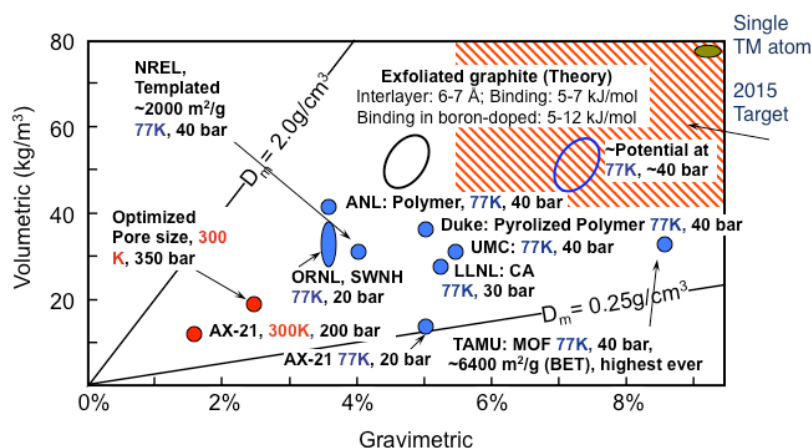 Single
TM atom
2015
Target
80
60
40
20
Volumetric (kg/m³)
NREL,
Templated
~2000 m²/g
77K, 40 bar
Dm= 2.0g/cm³
Exfoliated graphite (Theory)
Interlayer: 6-7 Å; Binding: 5-7 kJ/mol
Binding in boron-doped: 5-12 kJ/mol
~Potential at
77K, ~40 bar
ANL: Polymer, 77K, 40 bar
Duke: Pyrolized Polymer 77K, 40 bar
UMC: 77K, 40 bar
LLNL: CA
77K, 30 bar
Optimized
Pore size, 300
K, 350 bar
ORNL, SWNH
77K, 20 bar
Dm= 0.25g/cm³
AX-21, 300K, 200 bar
AX-21 77K, 20 bar
TAMU: MOF 77K, 40 bar,
~6400 m²/g (BET), highest ever
0% 2% 4% 6% 8%
Gravimetric